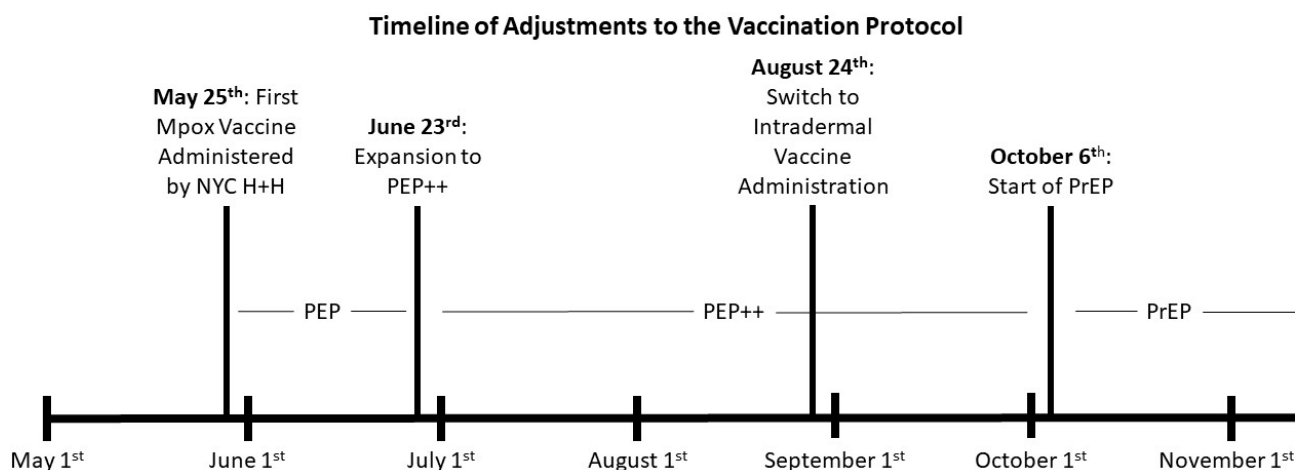 Timeline of Adjustments to the Vaccination Protocol
May 25th: First
Mpox Vaccine
Administered
by NYC H+H
June 23rd:
Expansion to
PEP++
August 24th:
Switch to
Intradermal
Vaccine
Administration
October 6th:
Start of PrEP
PEP
PEP++
PrEP
May 1st
June 1st
July 1st
August 1st
September 1st
October 1st
November 1st